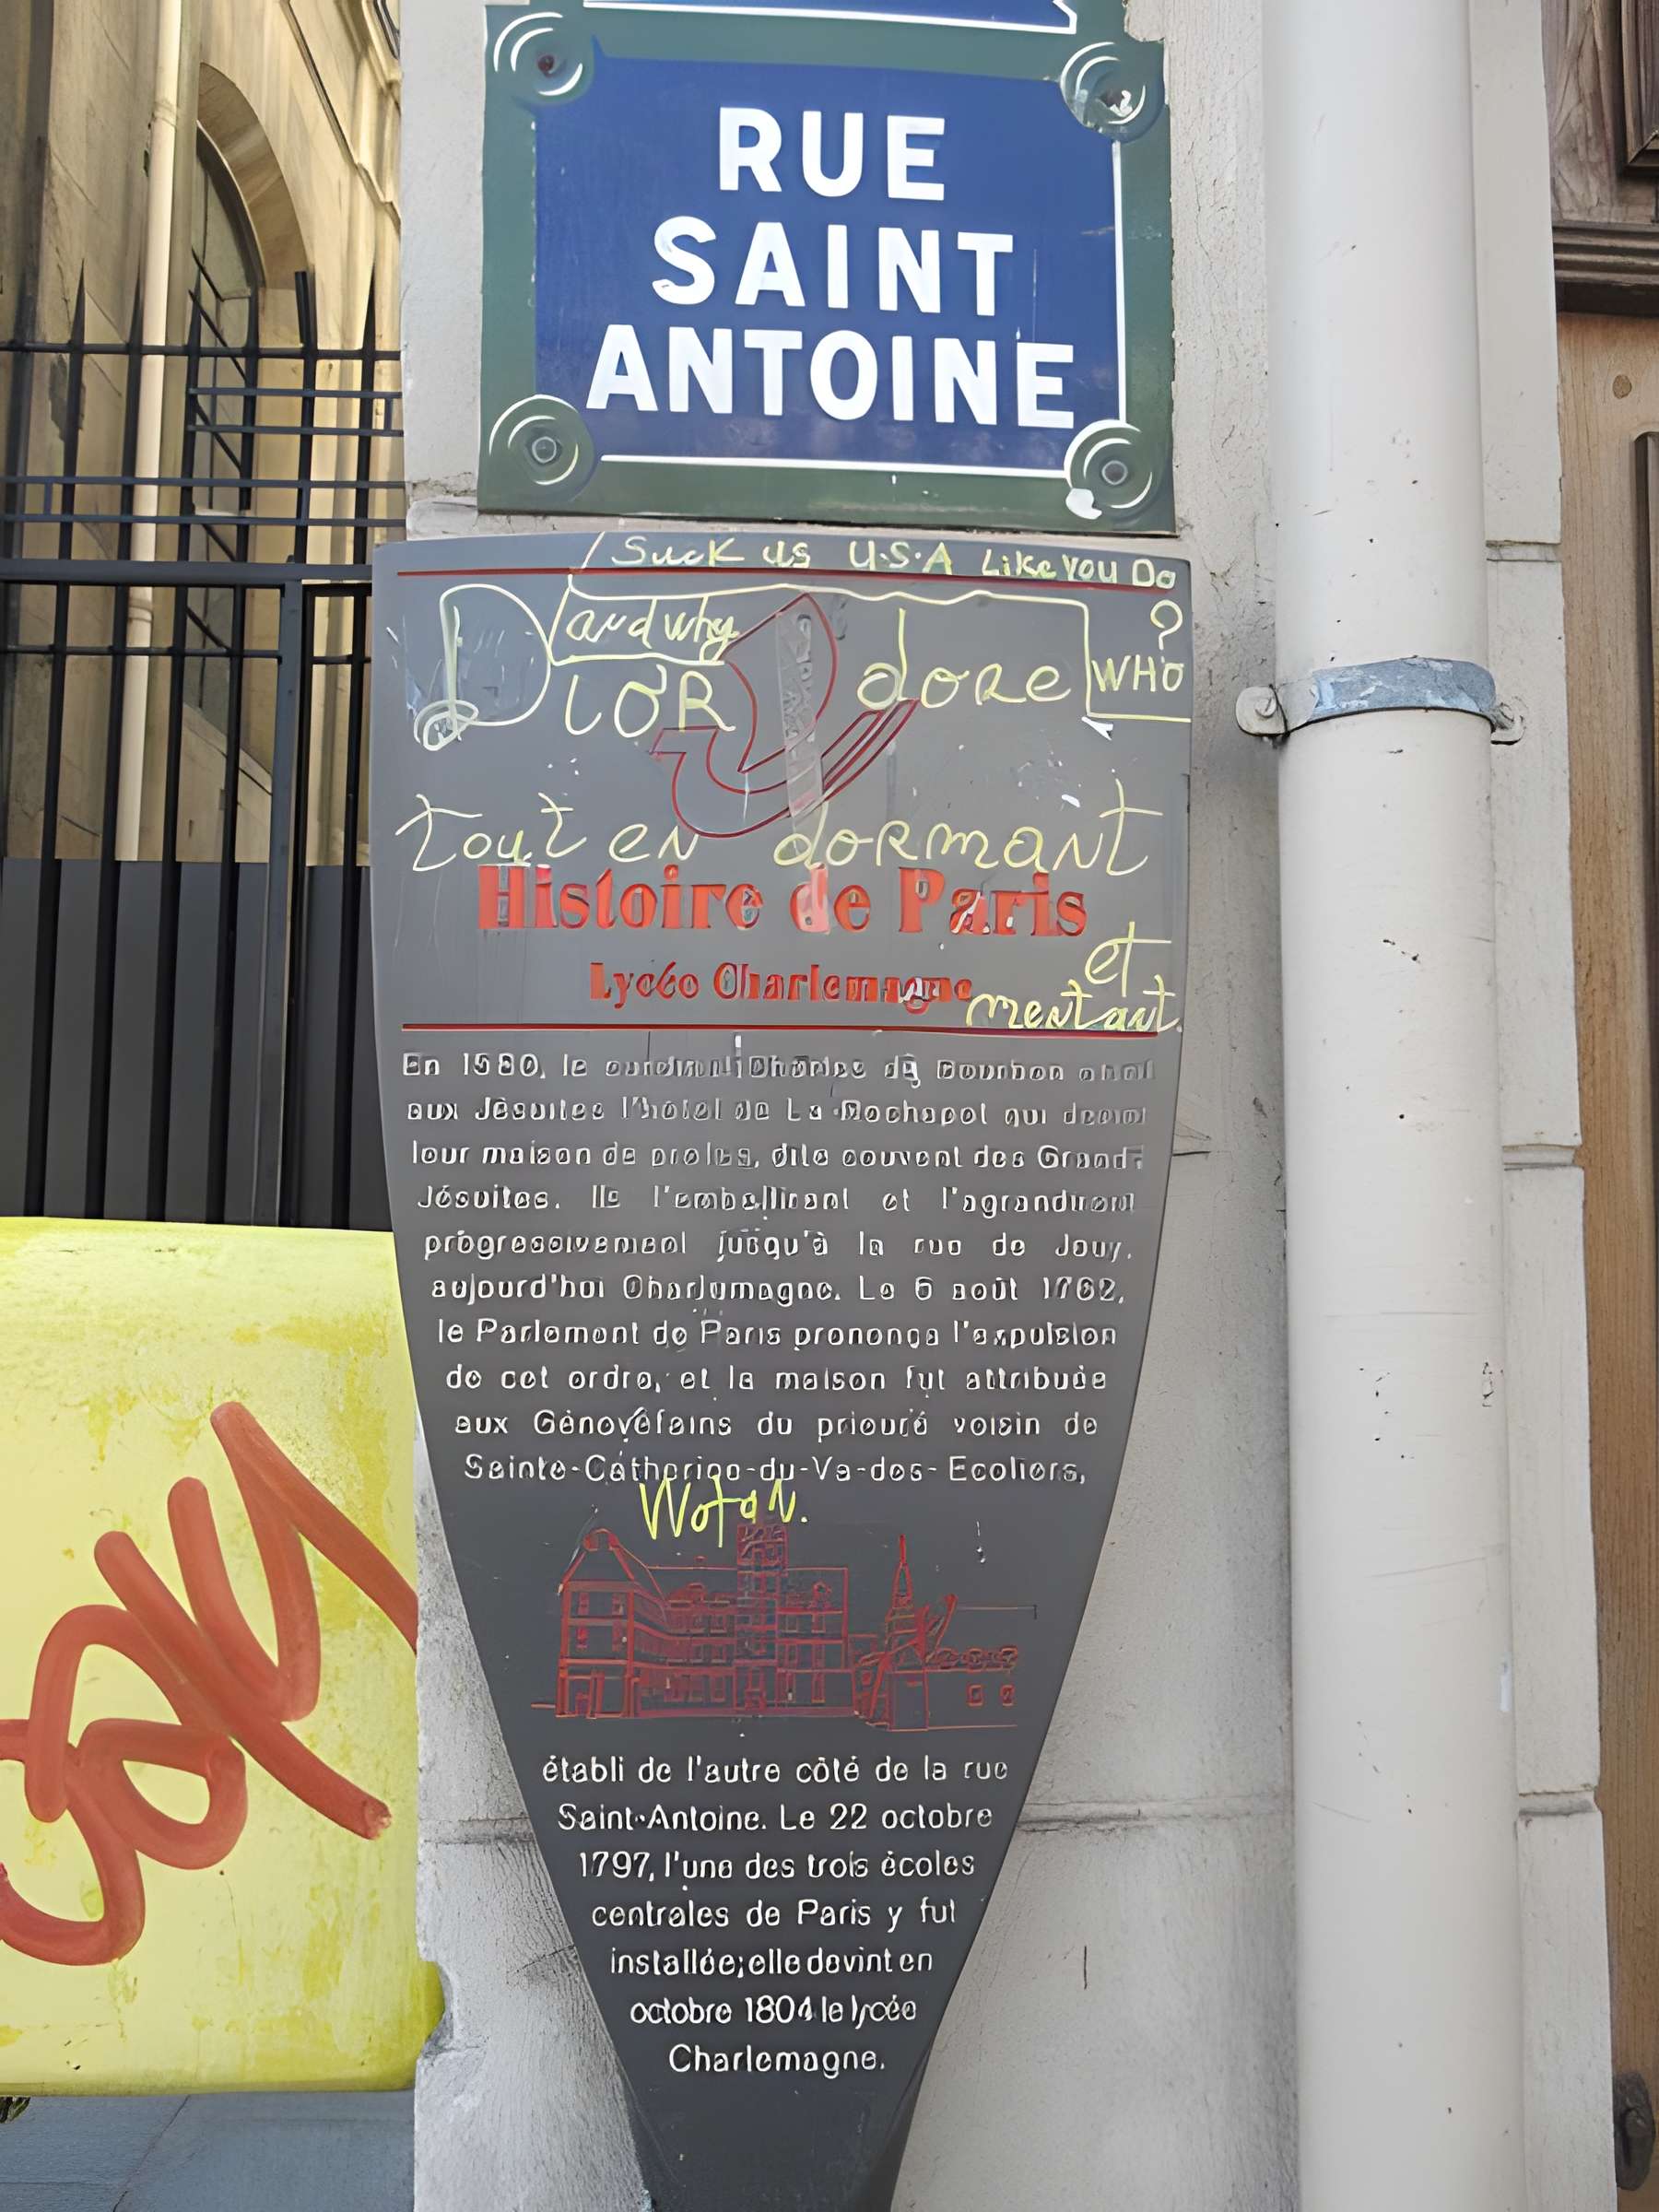 RUE
SAINT
ANTOINE
Suck us U.S.A Like You Do
and why
?
DIOR dore WHO
tout en dormant
Histoire de Paris
et
Lycée Charlemagne
mentant.
En 1580, le cardinal Charles de Bourbon
aux Jésuites l'hôtel de La Rochepot qui devint
leur maison de profes, dite couvent des Grands
Jésuites. Ils l'embellirent et l'agrandirent
progressivement jusqu'à la rue de Jouy,
aujourd'hui Charlemagne. Le 6 août 1762,
le Parlement de Paris prononça l'expulsion
de cet ordre, et la maison fut attribuée
aux Génovéfains du prieuré voisin de
Sainte-Catherine-du-Va-des-Ecoliers,
Wotan.
établi de l'autre côté de la rue
Saint-Antoine. Le 22 octobre
1797, l'une des trois écoles
centrales de Paris y fut
installée; elle devint en
octobre 1804 le lycée
Charlemagne.